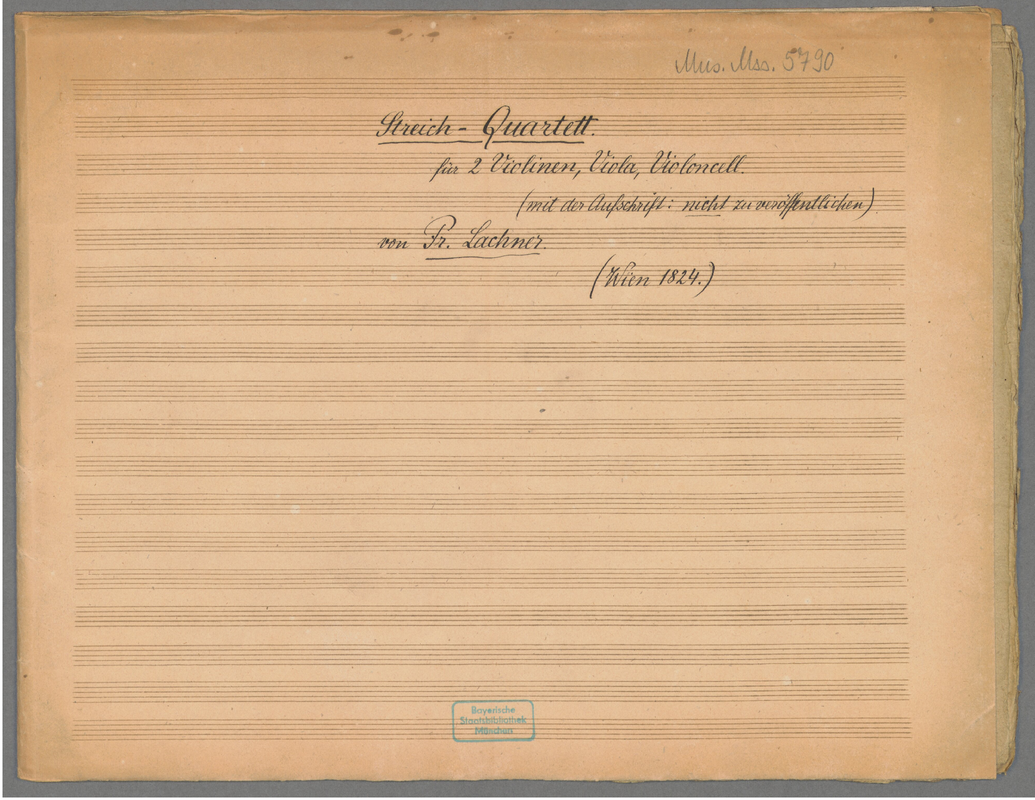 Mus. Mss. 5790
Streich - Quartett.
für 2 Violinen, Viola, Violoncell.
(mit der Aufschrift: nicht zu veröffentlichen)
von Fr. Lachner.
(Wien 1824.)
Bayerische
Staatsbibliothek
München